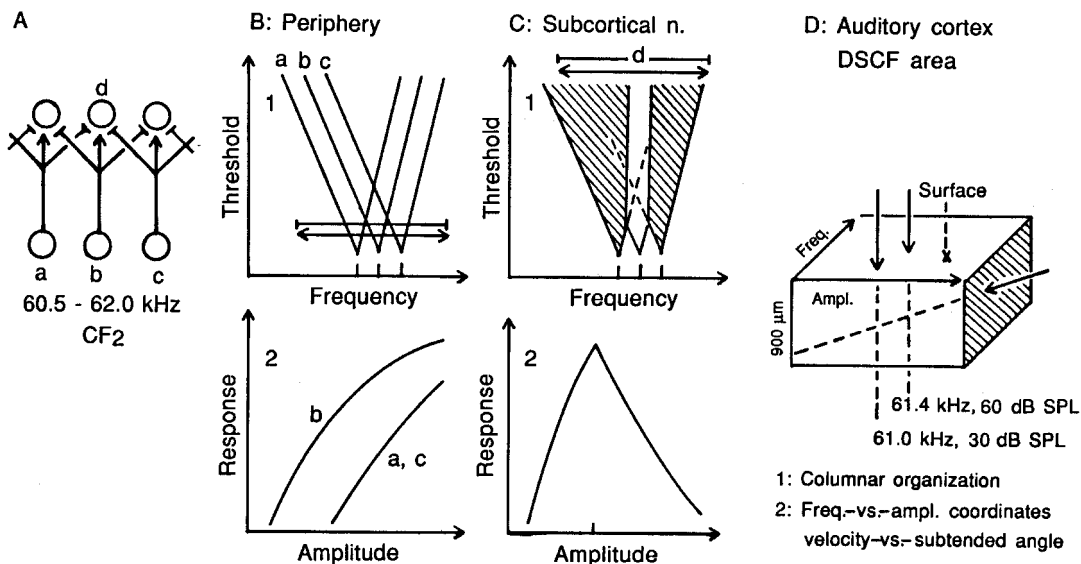 A
d
a
b
c
60.5 - 62.0 kHz
CF2
B: Periphery
a b c
1
Threshold
Frequency
2
b
a, c
Response
Amplitude
C: Subcortical n.
d
1
Threshold
Frequency
2
Response
Amplitude
D: Auditory cortex
DSCF area
Surface
Freq.
Ampl.
900 μm
61.4 kHz, 60 dB SPL
61.0 kHz, 30 dB SPL
1: Columnar organization
2: Freq.-vs.-ampl. coordinates
velocity-vs.-subtended angle